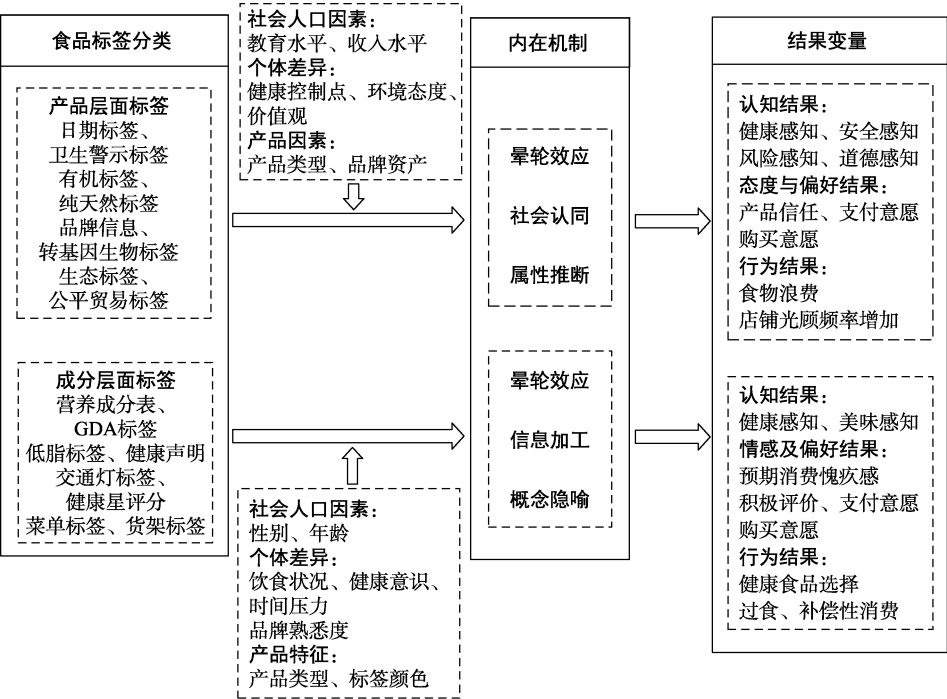 食品标签分类
产品层面标签
日期标签、
卫生警示标签
有机标签、
纯天然标签
品牌信息、
转基因生物标签
生态标签、
公平贸易标签
成分层面标签
营养成分表、
GDA标签
低脂标签、健康声明
交通灯标签、
健康星评分
菜单标签、货架标签
社会人口因素：
教育水平、收入水平
个体差异：
健康控制点、环境态度、
价值观
产品因素：
产品类型、品牌资产
社会人口因素：
性别、年龄
个体差异：
饮食状况、健康意识、
时间压力
品牌熟悉度
产品特征：
产品类型、标签颜色
内在机制
晕轮效应
社会认同
属性推断
晕轮效应
信息加工
概念隐喻
结果变量
认知结果：
健康感知、安全感知
风险感知、道德感知
态度与偏好结果：
产品信任、支付意愿
购买意愿
行为结果：
食物浪费
店铺光顾频率增加
认知结果：
健康感知、美味感知
情感及偏好结果：
预期消费愧疚感
积极评价、支付意愿
购买意愿
行为结果：
健康食品选择
过食、补偿性消费